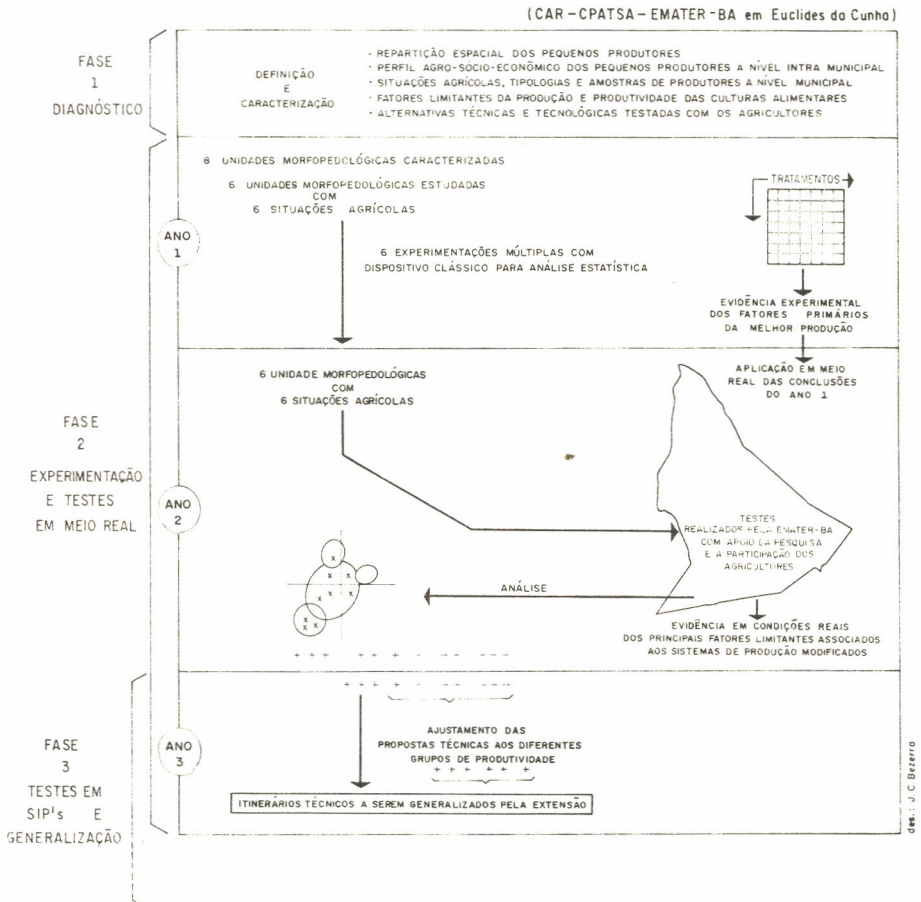 (CAR-CPATSA-EMATER-BA em Euclides da Cunha)
FASE
1
DIAGNÓSTICO
DEFINIÇÃO
E
CARACTERIZAÇÃO
· REPARTIÇÃO ESPACIAL DOS PEQUENOS PRODUTORES
· PERFIL AGRO-SÓCIO-ECONÔMICO DOS PEQUENOS PRODUTORES A NÍVEL INTRA MUNICIPAL
· SITUAÇÕES AGRÍCOLAS, TIPOLOGIAS E AMOSTRAS DE PRODUTORES A NÍVEL MUNICIPAL
· FATORES LIMITANTES DA PRODUÇÃO E PRODUTIVIDADE DAS CULTURAS ALIMENTARES
· ALTERNATIVAS TÉCNICAS E TECNOLÓGICAS TESTADAS COM OS AGRICULTORES
8 UNIDADES MORFOPEDOLÓGICAS CARACTERIZADAS
6 UNIDADES MORFOPEDOLÓGICAS ESTUDADAS
COM
6 SITUAÇÕES AGRÍCOLAS
TRATAMENTOS
ANO
1
6 EXPERIMENTAÇÕES MÚLTIPLAS COM
DISPOSITIVO CLÁSSICO PARA ANÁLISE ESTATÍSTICA
EVIDÊNCIA EXPERIMENTAL
DOS FATORES PRIMÁRIOS
DA MELHOR PRODUÇÃO
6 UNIDADE MORFOPEDOLÓGICAS
COM
6 SITUAÇÕES AGRÍCOLAS
APLICAÇÃO EM MEIO
REAL DAS CONCLUSÕES
DO ANO 1
FASE
2
EXPERIMENTAÇÃO
E TESTES
EM MEIO REAL
ANO
2
TESTES
REALIZADOS PELA EMATER-BA
COM APOIO DA PESQUISA
E A PARTICIPAÇÃO DOS
AGRICULTORES
ANÁLISE
x
x x
x x x
x
x x
x x
EVIDÊNCIA EM CONDIÇÕES REAIS
DOS PRINCIPAIS FATORES LIMITANTES ASSOCIADOS
AOS SISTEMAS DE PRODUÇÃO MODIFICADOS
+ + + + - -- -- ---
+ + + + - -- -- ---
FASE
3
TESTES EM
SIP's E
GENERALIZAÇÃO
ANO
3
AJUSTAMENTO DAS
PROPOSTAS TÉCNICAS AOS DIFERENTES
GRUPOS DE PRODUTIVIDADE
+ + + + + +
ITINERÁRIOS TÉCNICOS A SEREM GENERALIZADOS PELA EXTENSÃO
des.: J.C Bezerra